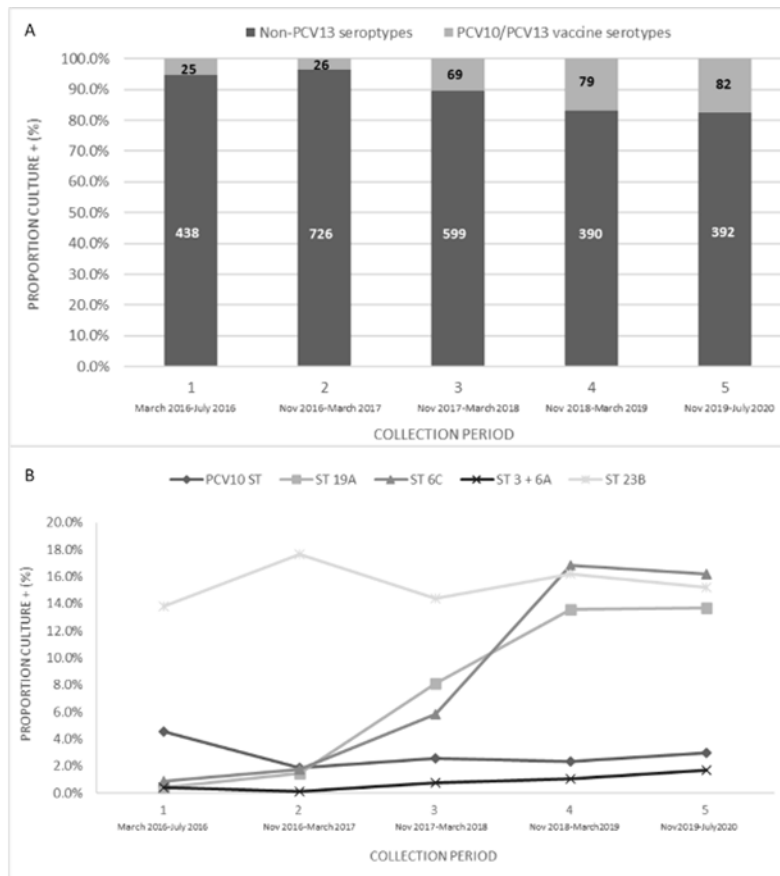 A
Non-PCV13 seroptypes PCV10/PCV13 vaccine serotypes
PROPORTION CULTURE + (%)
100.0%
90.0%
80.0%
70.0%
60.0%
50.0%
40.0%
30.0%
20.0%
10.0%
0.0%
25 26 69 79 82
438 726 599 390 392
1 2 3 4 5
March 2016-July 2016 Nov 2016-March 2017 Nov 2017-March 2018 Nov 2018-March 2019 Nov 2019-July 2020
COLLECTION PERIOD
B
PCV10 ST ST 19A ST 6C ST 3 + 6A ST 23B
PROPORTION CULTURE + (%)
20.0%
18.0%
16.0%
14.0%
12.0%
10.0%
8.0%
6.0%
4.0%
2.0%
0.0%
1 2 3 4 5
March 2016-July 2016 Nov 2016-March 2017 Nov 2017-March 2018 Nov 2018-March2019 Nov2019-July2020
COLLECTION PERIOD